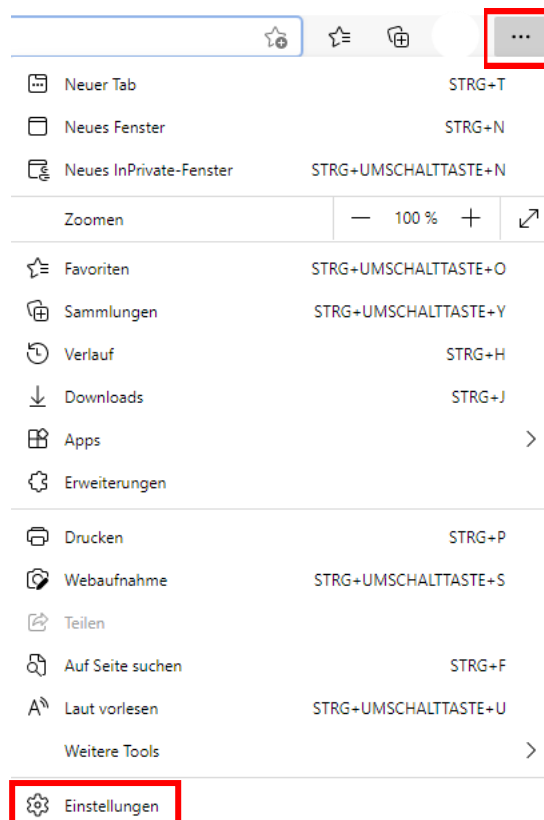 ...
Neuer Tab STRG+T
Neues Fenster STRG+N
Neues InPrivate-Fenster STRG+UMSCHALTTASTE+N
Zoomen — 100 % +
Favoriten STRG+UMSCHALTTASTE+O
Sammlungen STRG+UMSCHALTTASTE+Y
Verlauf STRG+H
Downloads STRG+J
Apps
Erweiterungen
Drucken STRG+P
Webaufnahme STRG+UMSCHALTTASTE+S
Teilen
Auf Seite suchen STRG+F
Laut vorlesen STRG+UMSCHALTTASTE+U
Weitere Tools
Einstellungen